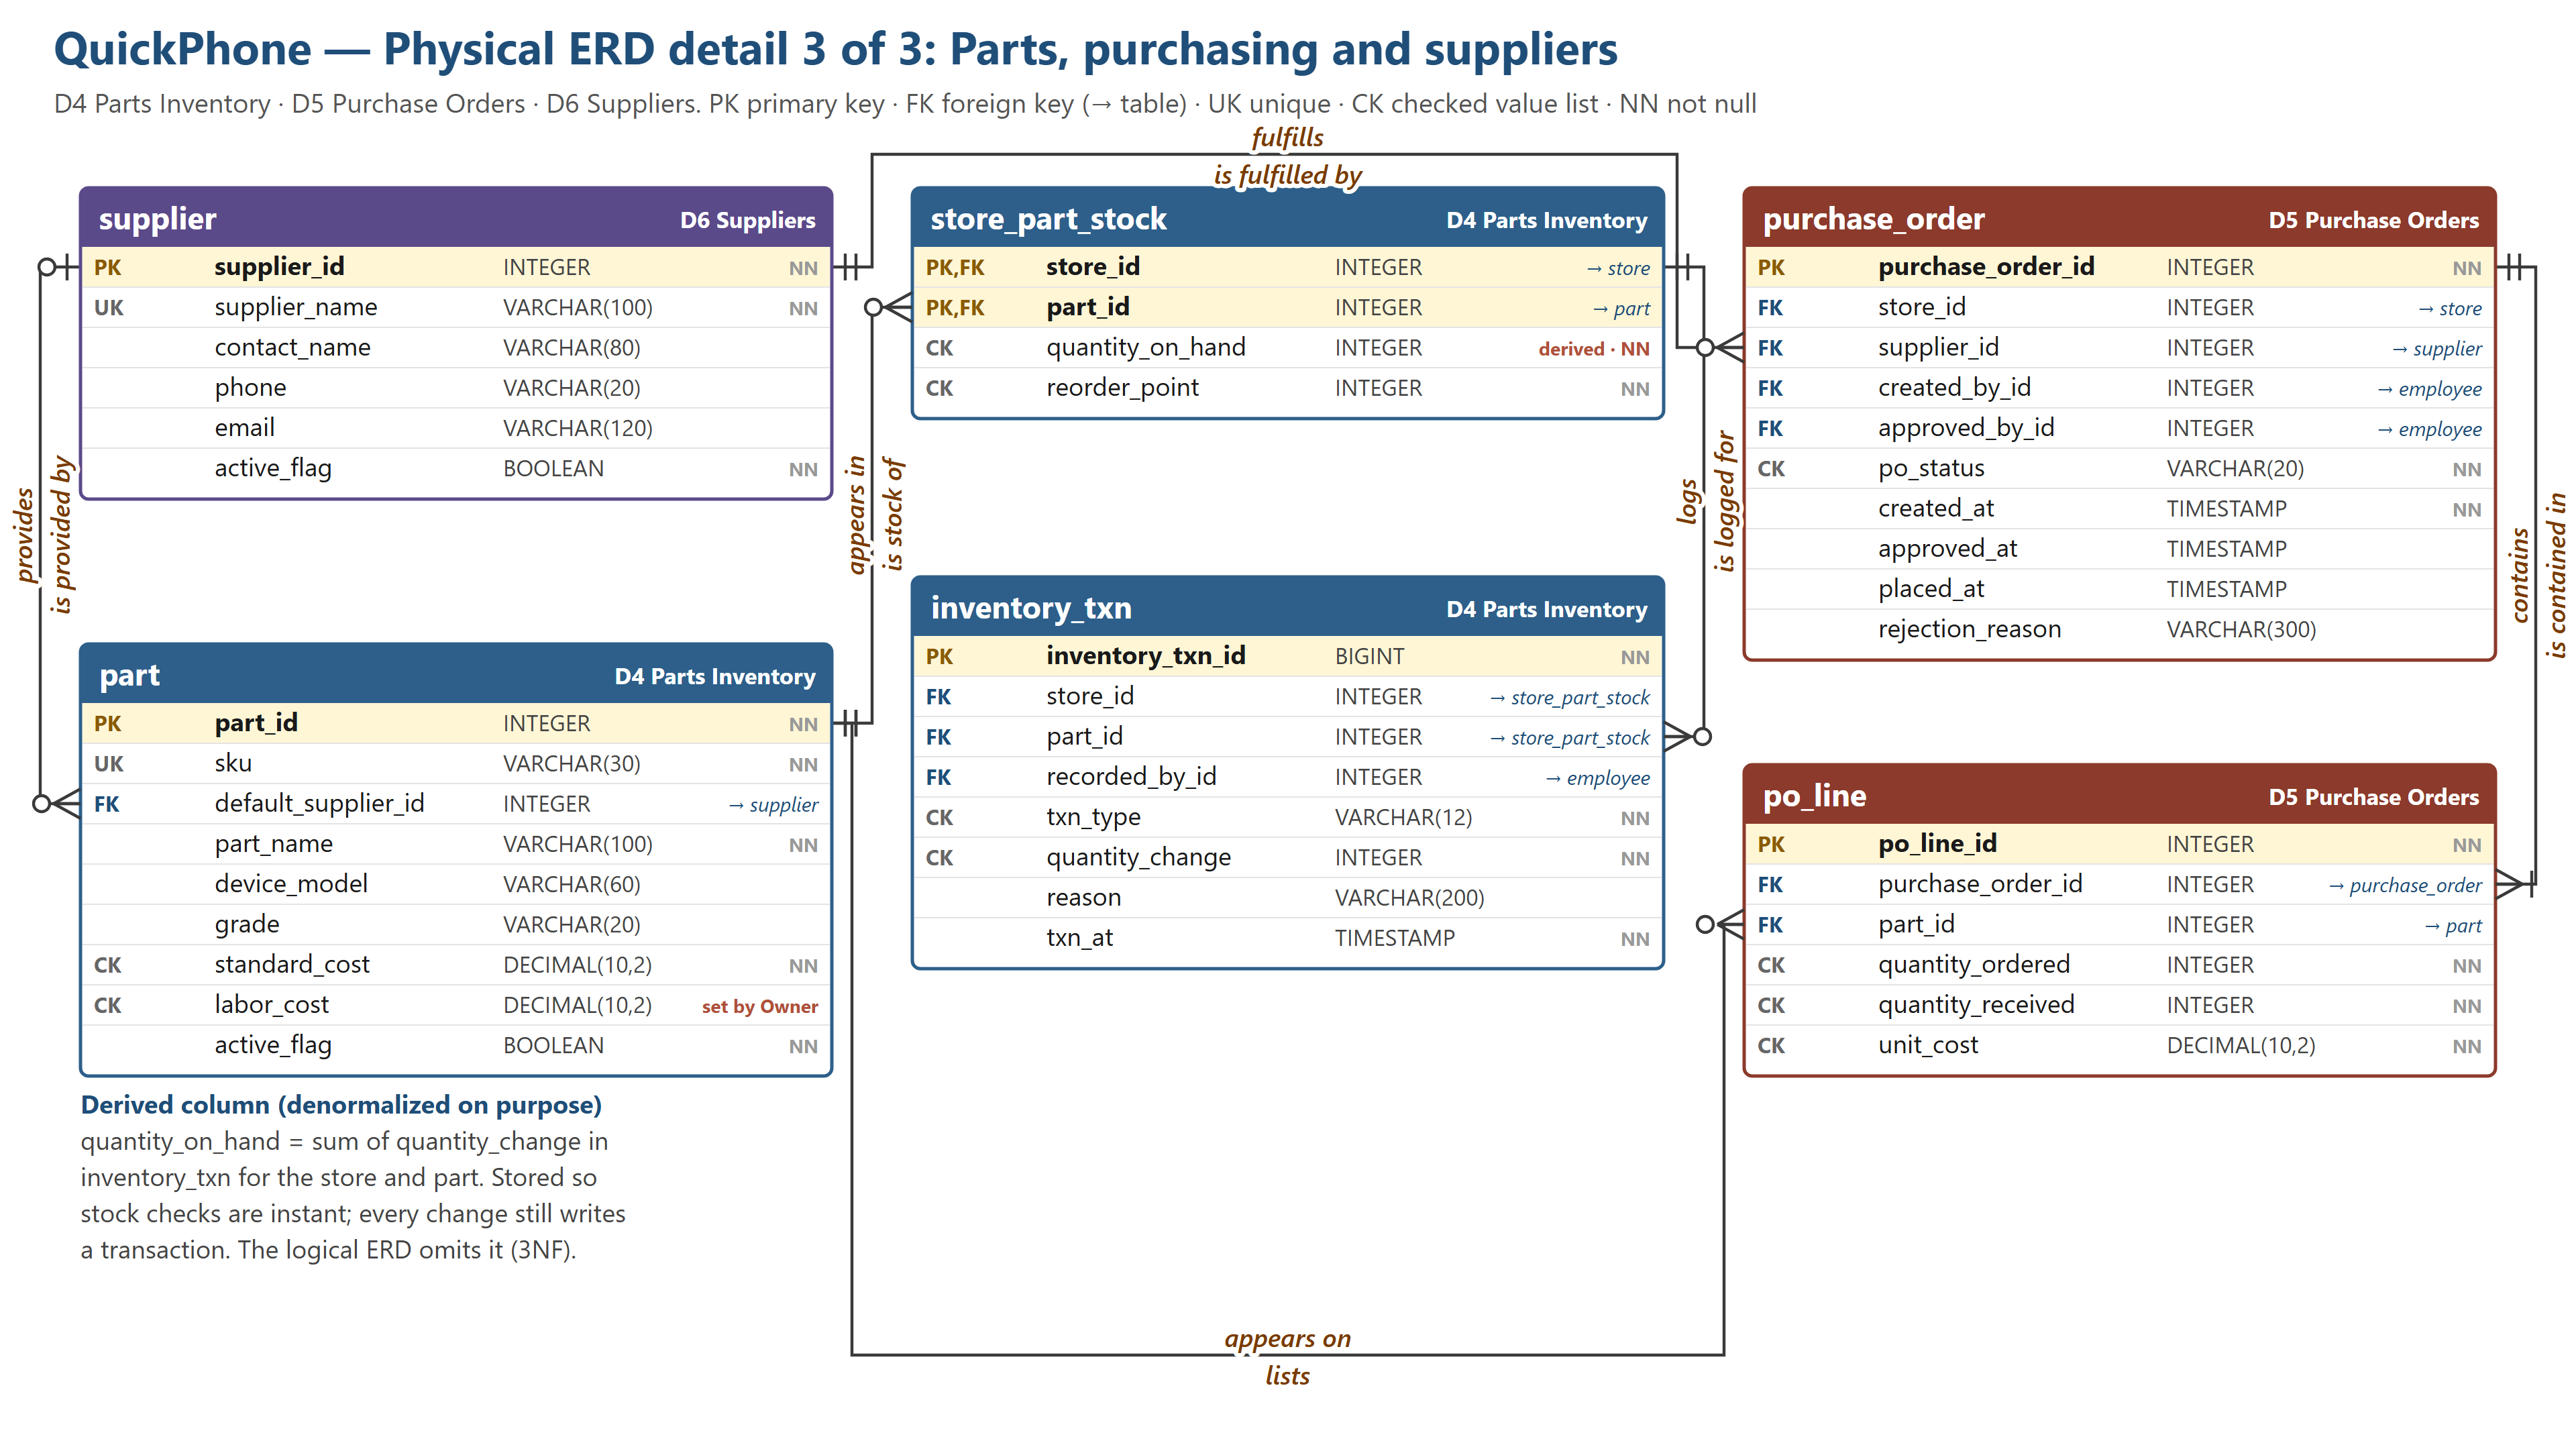 QuickPhone — Physical ERD detail 3 of 3: Parts, purchasing and suppliers
D4 Parts Inventory · D5 Purchase Orders · D6 Suppliers. PK primary key · FK foreign key (→ table) · UK unique · CK checked value list · NN not null
fulfills
is fulfilled by
supplier D6 Suppliers
PK supplier_id INTEGER NN
UK supplier_name VARCHAR(100) NN
contact_name VARCHAR(80)
phone VARCHAR(20)
email VARCHAR(120)
active_flag BOOLEAN NN
provides
is provided by
part D4 Parts Inventory
PK part_id INTEGER NN
UK sku VARCHAR(30) NN
FK default_supplier_id INTEGER → supplier
part_name VARCHAR(100) NN
device_model VARCHAR(60)
grade VARCHAR(20)
CK standard_cost DECIMAL(10,2) NN
CK labor_cost DECIMAL(10,2) set by Owner
active_flag BOOLEAN NN
Derived column (denormalized on purpose)
quantity_on_hand = sum of quantity_change in
inventory_txn for the store and part. Stored so
stock checks are instant; every change still writes
a transaction. The logical ERD omits it (3NF).
appears in
is stock of
store_part_stock D4 Parts Inventory
PK,FK store_id INTEGER → store
PK,FK part_id INTEGER → part
CK quantity_on_hand INTEGER derived · NN
CK reorder_point INTEGER NN
inventory_txn D4 Parts Inventory
PK inventory_txn_id BIGINT NN
FK store_id INTEGER → store_part_stock
FK part_id INTEGER → store_part_stock
FK recorded_by_id INTEGER → employee
CK txn_type VARCHAR(12) NN
CK quantity_change INTEGER NN
reason VARCHAR(200)
txn_at TIMESTAMP NN
logs
is logged for
purchase_order D5 Purchase Orders
PK purchase_order_id INTEGER NN
FK store_id INTEGER → store
FK supplier_id INTEGER → supplier
FK created_by_id INTEGER → employee
FK approved_by_id INTEGER → employee
CK po_status VARCHAR(20) NN
created_at TIMESTAMP NN
approved_at TIMESTAMP
placed_at TIMESTAMP
rejection_reason VARCHAR(300)
contains
is contained in
po_line D5 Purchase Orders
PK po_line_id INTEGER NN
FK purchase_order_id INTEGER → purchase_order
FK part_id INTEGER → part
CK quantity_ordered INTEGER NN
CK quantity_received INTEGER NN
CK unit_cost DECIMAL(10,2) NN
appears on
lists